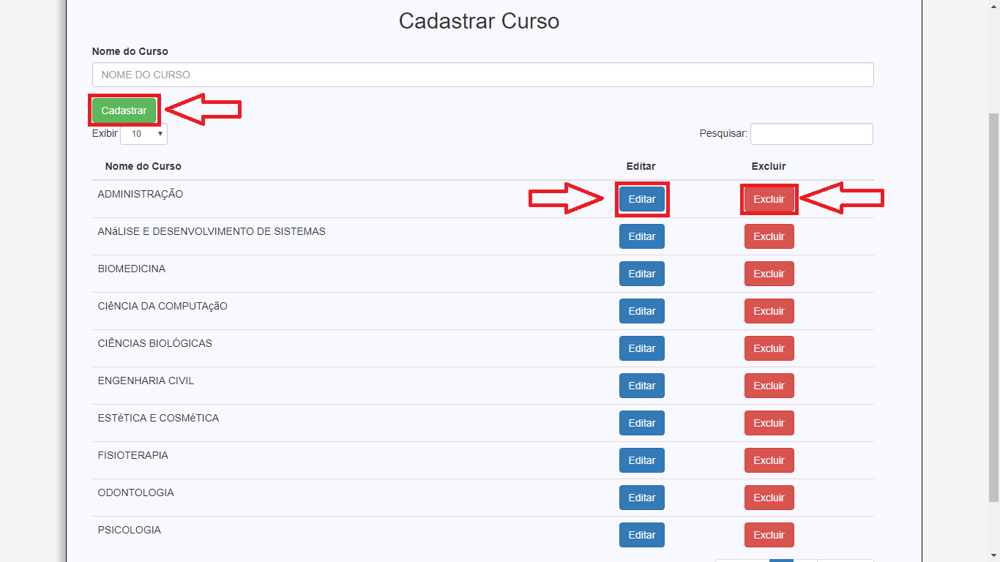 Cadastrar Curso
Nome do Curso
NOME DO CURSO
Cadastrar
Exibir 10 Pesquisar:
Nome do Curso Editar Excluir
ADMINISTRAÇÃO Editar Excluir
ANáLISE E DESENVOLVIMENTO DE SISTEMAS Editar Excluir
BIOMEDICINA Editar Excluir
CIêNCIA DA COMPUTAçãO Editar Excluir
CIÊNCIAS BIOLÓGICAS Editar Excluir
ENGENHARIA CIVIL Editar Excluir
ESTéTICA E COSMéTICA Editar Excluir
FISIOTERAPIA Editar Excluir
ODONTOLOGIA Editar Excluir
PSICOLOGIA Editar Excluir